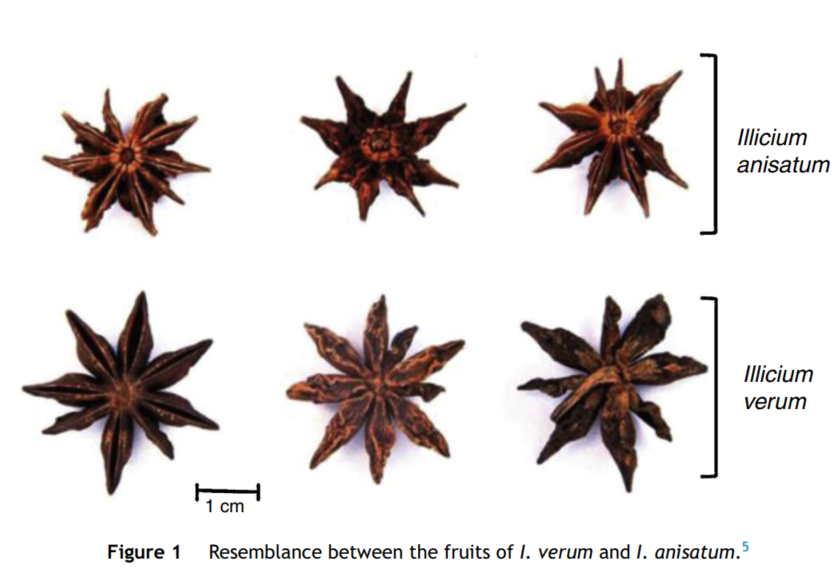 Illicium
anisatum
Illicium
verum
1 cm
Figure 1 Resemblance between the fruits of I. verum and I. anisatum.5